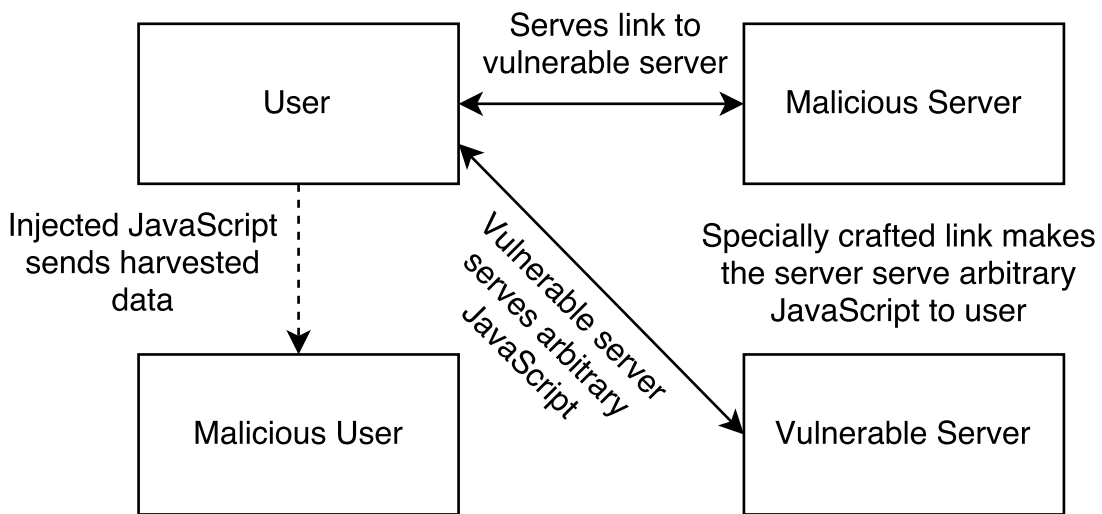 User
Serves link to
vulnerable server
Malicious Server
Injected JavaScript
sends harvested
data
Vulnerable server
serves arbitrary
JavaScript
Specially crafted link makes
the server serve arbitrary
JavaScript to user
Malicious User
Vulnerable Server